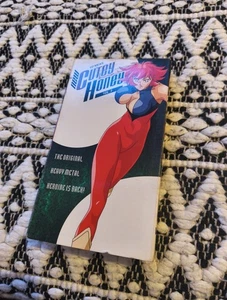 CUTEY
HONEY
THE ORIGINAL
HEAVY METAL
HEROINE IS BACK!